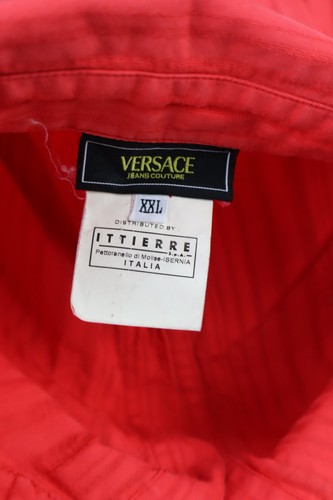 VERSACE
JEANS COUTURE
XXL
DISTRIBUTED BY
ITTIERRE
S.p.A.
Pettoranello di Molise-ISERNIA
ITALIA